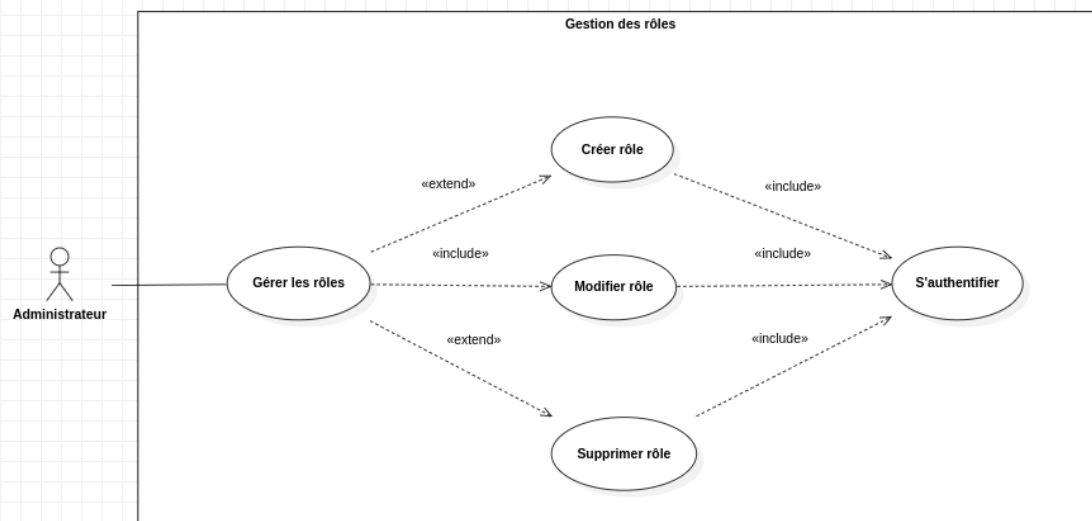 Gestion des rôles
Créer rôle
«extend»
«include»
«include»
«include»
Gérer les rôles
Modifier rôle
S'authentifier
Administrateur
«extend»
«include»
Supprimer rôle